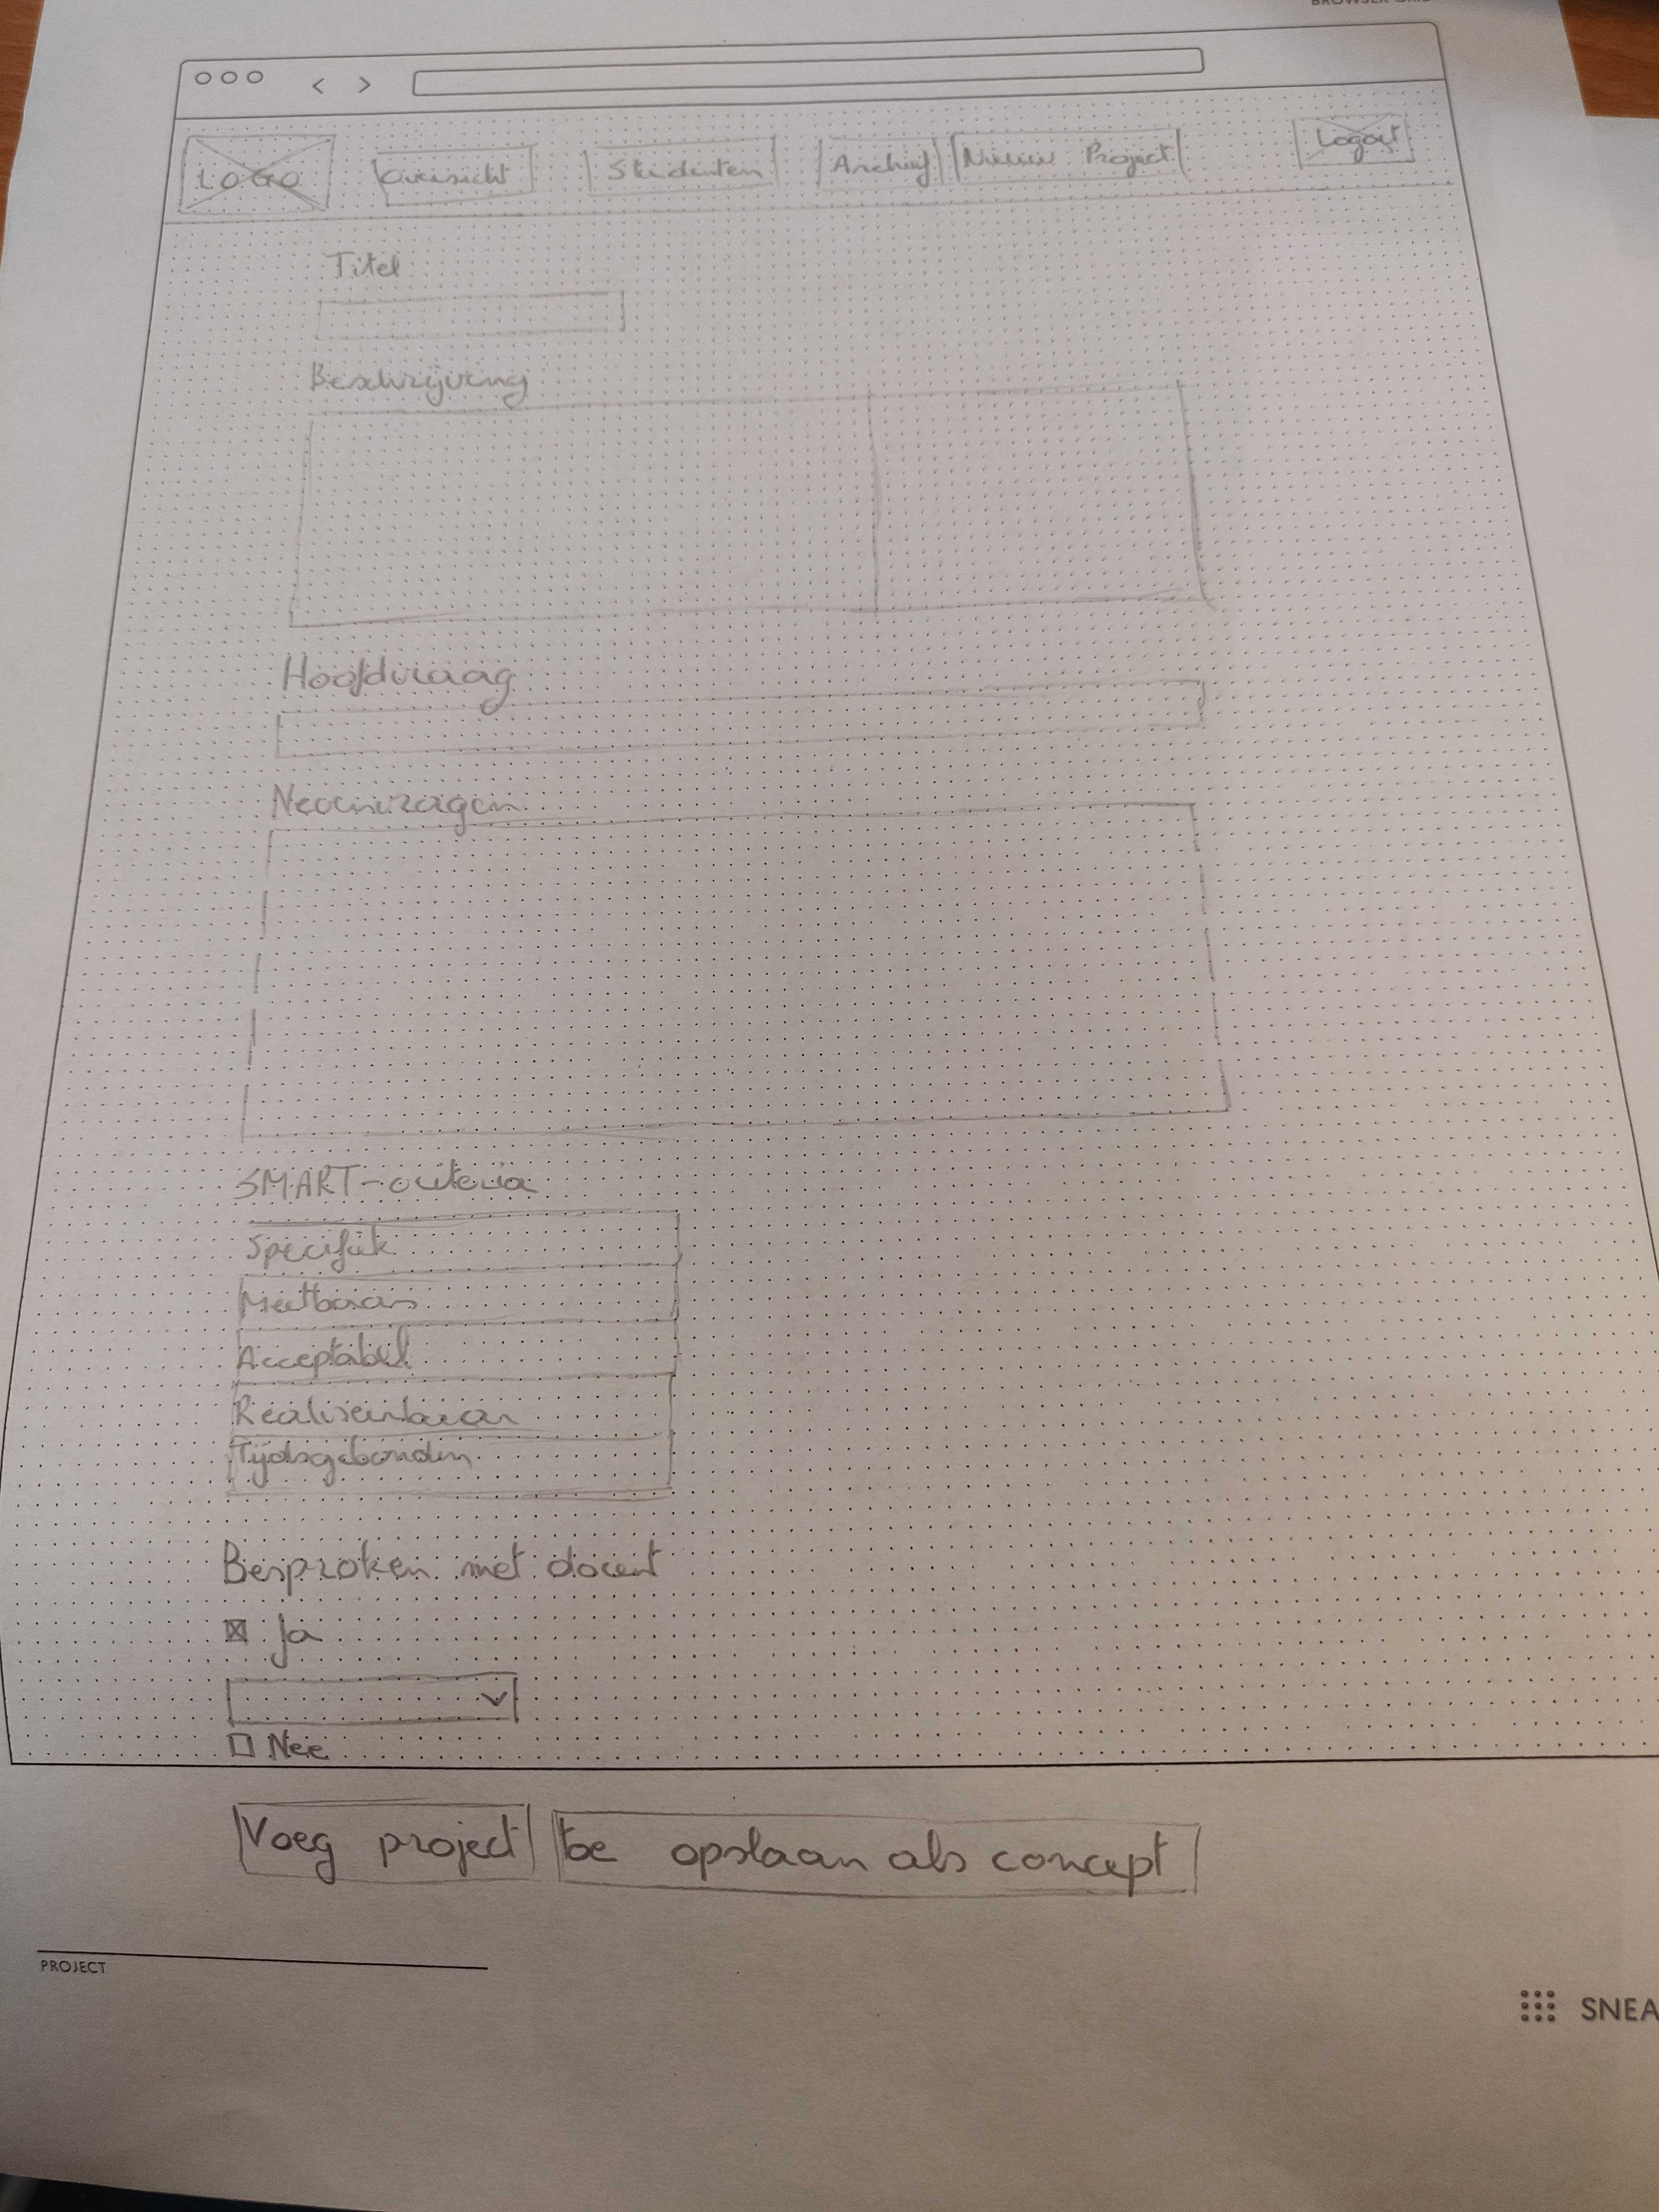 BROWSER GRID
LOGO Overzicht Studenten Archief Nieuw Project Logout
Titel
Beschrijving
Hoofdvraag
Nevenvragen
SMART-criteria
Specifiek
Meetbaar
Acceptabel
Realiseerbaar
Tijdsgebonden
Besproken met docent
Ja
Nee
Voeg project toe opslaan als concept
PROJECT
SNEA